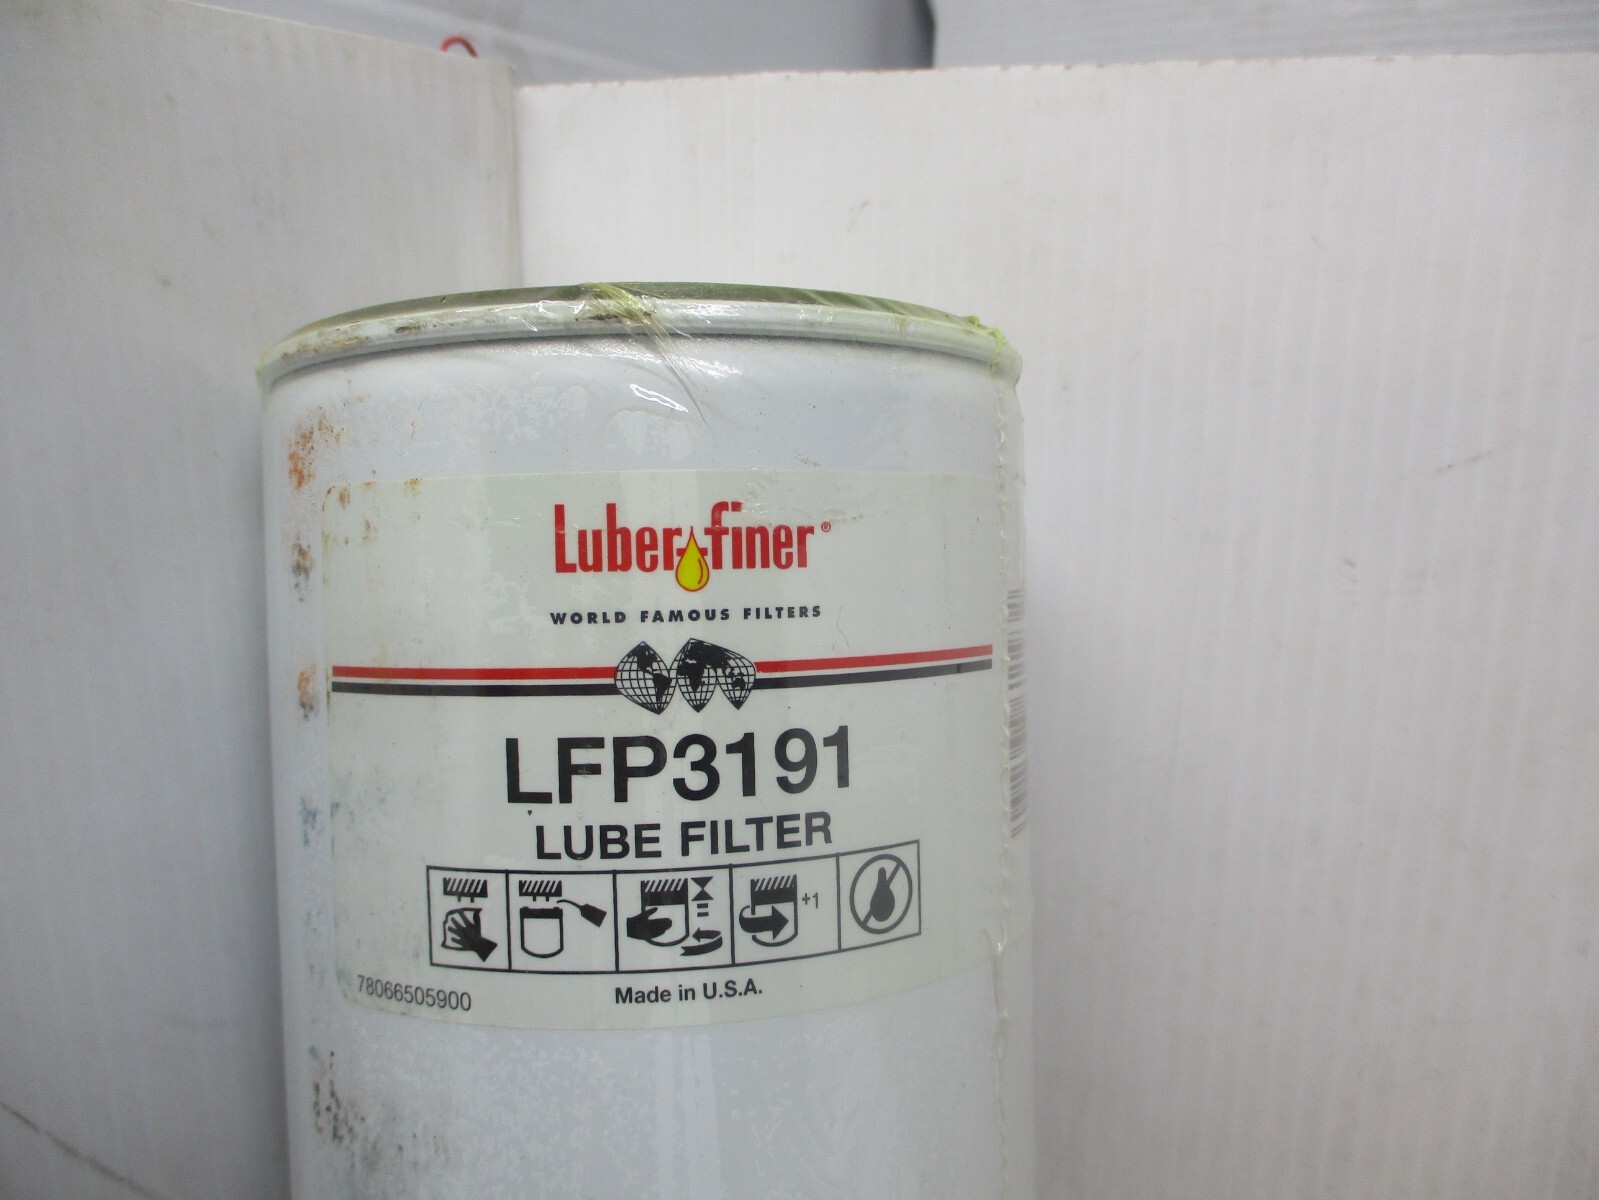 Luber-finer®
WORLD FAMOUS FILTERS
LFP3191
LUBE FILTER
+1
78066505900
Made in U.S.A.